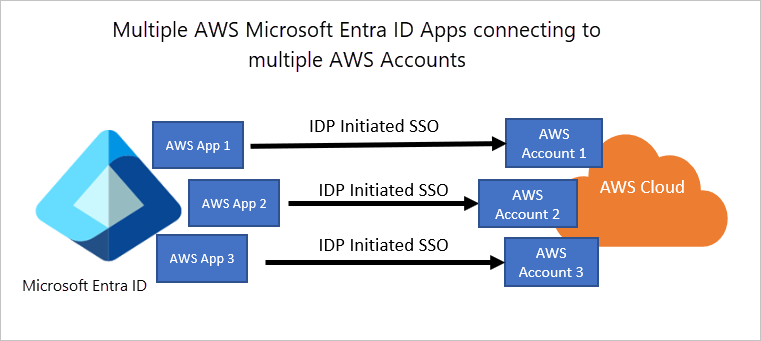 Multiple AWS Microsoft Entra ID Apps connecting to
multiple AWS Accounts
AWS App 1
IDP Initiated SSO
AWS
Account 1
AWS App 2
IDP Initiated SSO
AWS
Account 2
AWS Cloud
AWS App 3
IDP Initiated SSO
AWS
Account 3
Microsoft Entra ID